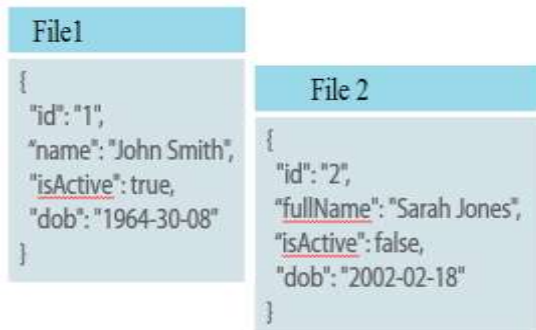 File1
{
"id": "1",
“name": "John Smith",
"isActive": true,
"dob": "1964-30-08"
}
File 2
{
"id": "2",
“fullName": "Sarah Jones",
“isActive": false,
"dob": "2002-02-18"
}